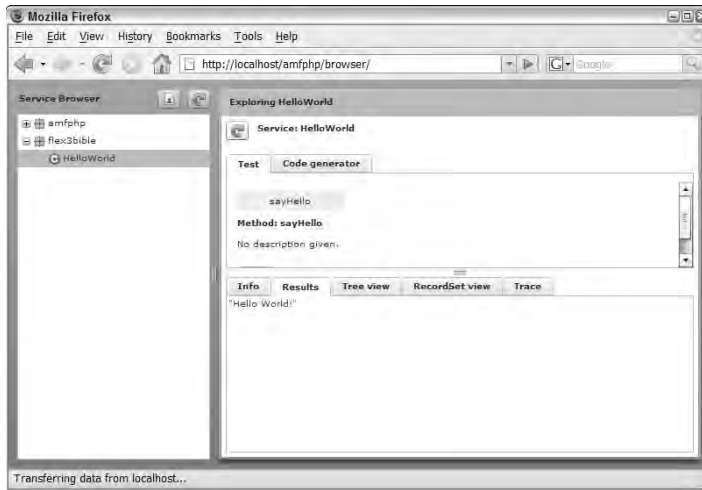 Mozilla Firefox
File Edit View History Bookmarks Tools Help
http://localhost/amfphp/browser/
G Google
Service Browser
amfphp
flex3bible
HelloWorld
Exploring HelloWorld
Service: HelloWorld
Test Code generator
sayHello
Method: sayHello
No description given.
Info Results Tree view RecordSet view Trace
"Hello World!"
Transferring data from localhost...